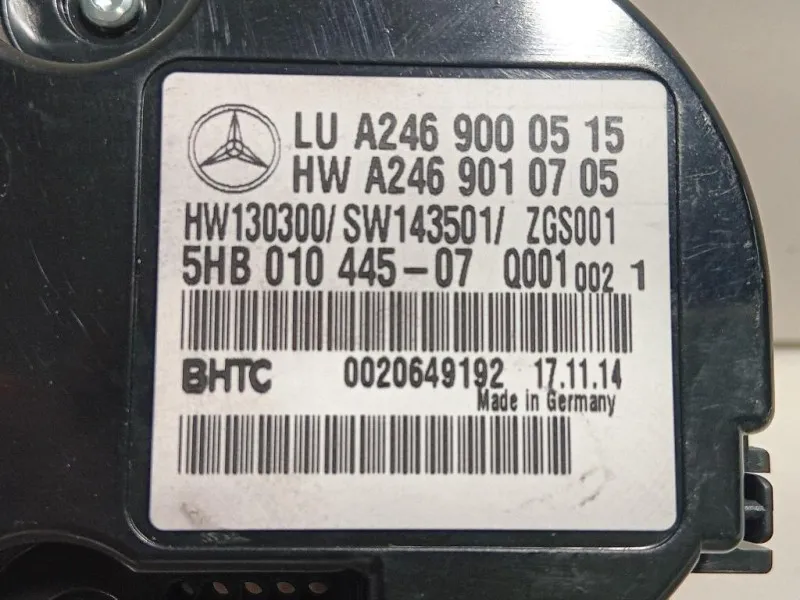 LU A246 900 05 15
HW A246 901 07 05
HW130300/ SW143501/ ZGS001
5HB 010 445-07 Q001 002 1
BHTC 0020649192 17.11.14
Made in Germany